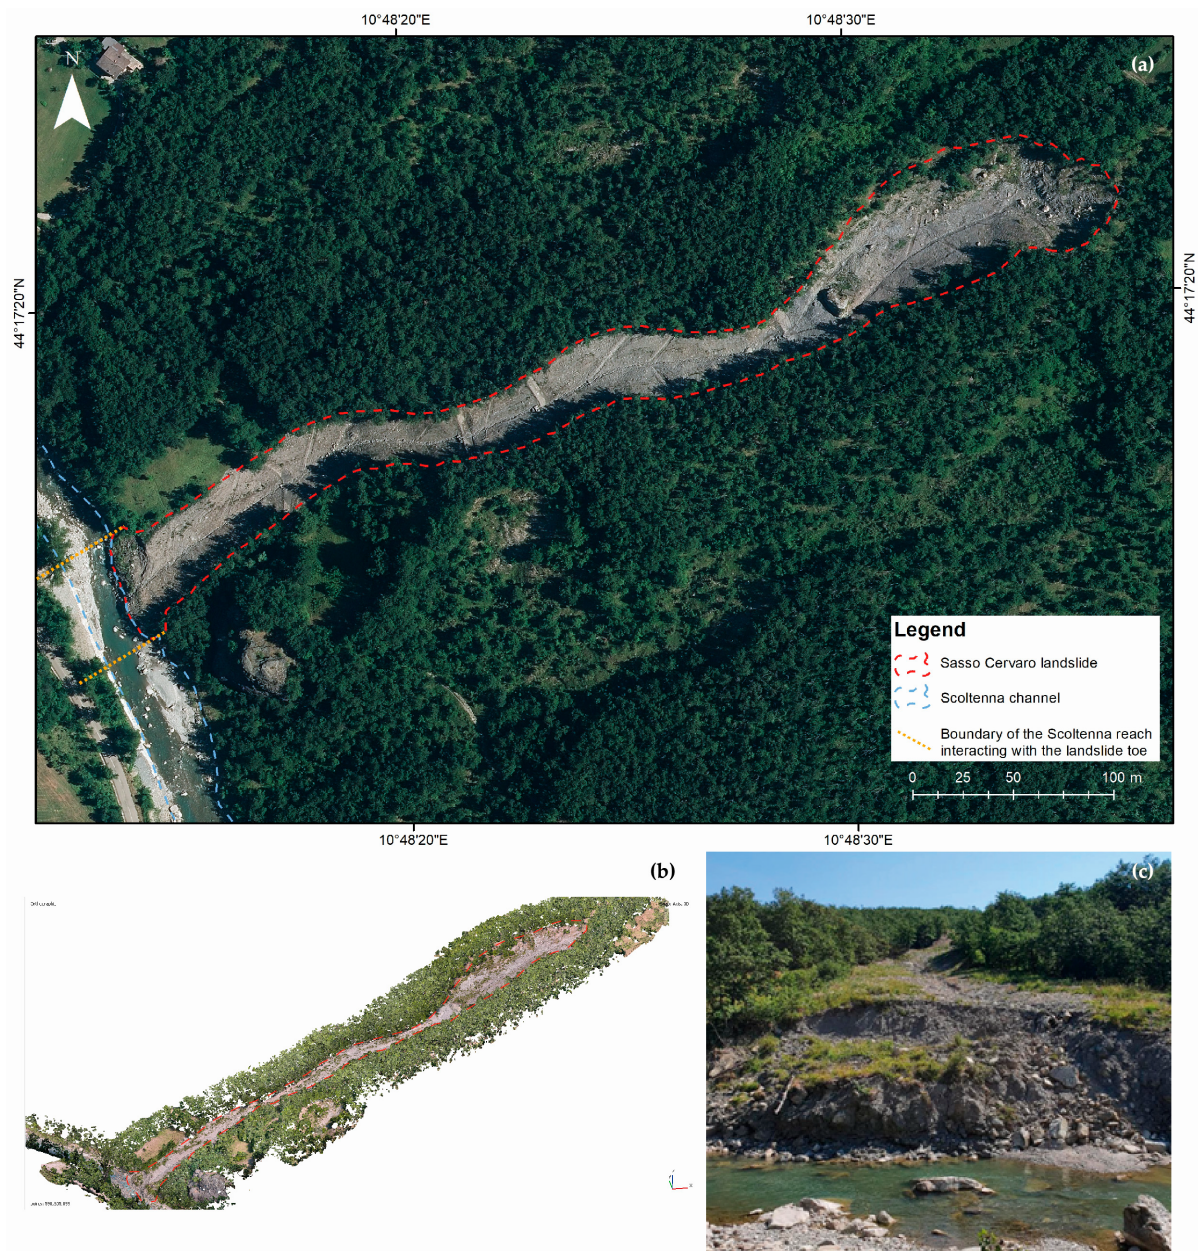 10°48'20"E
10°48'30"E
(a)
N
44°17'20"N
44°17'20"N
Legend
Sasso Cervaro landslide
Scoltenna channel
Boundary of the Scoltenna reach
interacting with the landslide toe
0 25 50 100 m
10°48'20"E
10°48'30"E
(b)
(c)
Orthographic